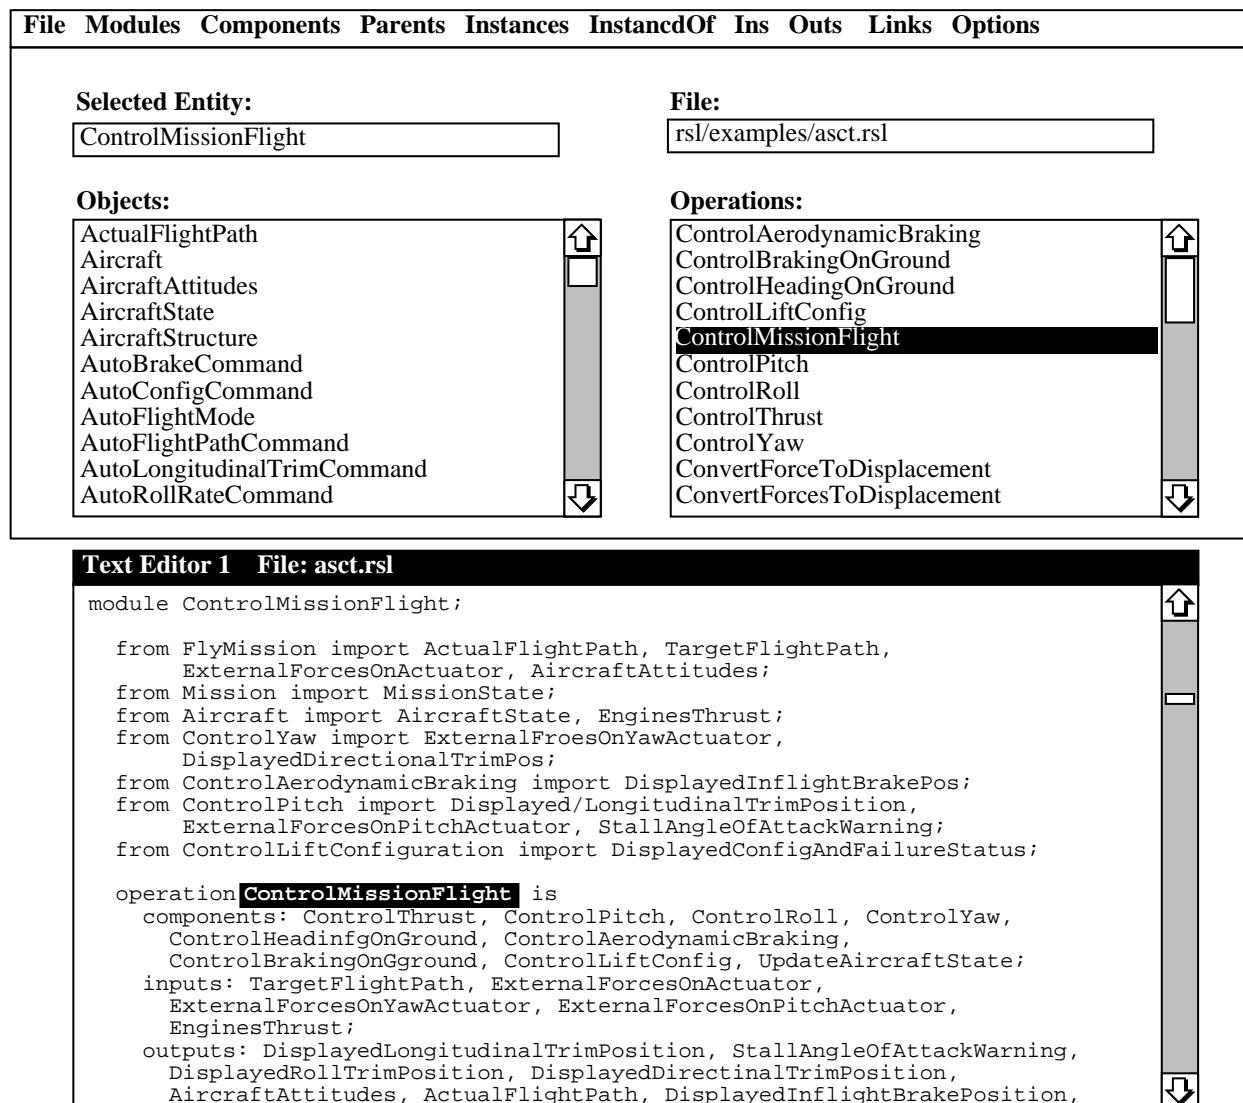 File Modules Components Parents Instances InstancdOf Ins Outs Links Options
Selected Entity:
ControlMissionFlight
File:
rsl/examples/asct.rsl
Objects:
ActualFlightPath
Aircraft
AircraftAttitudes
AircraftState
AircraftStructure
AutoBrakeCommand
AutoConfigCommand
AutoFlightMode
AutoFlightPathCommand
AutoLongitudinalTrimCommand
AutoRollRateCommand
Operations:
ControlAerodynamicBraking
ControlBrakingOnGround
ControlHeadingOnGround
ControlLiftConfig
ControlMissionFlight
ControlPitch
ControlRoll
ControlThrust
ControlYaw
ConvertForceToDisplacement
ConvertForcesToDisplacement
Text Editor 1 File: asct.rsl
module ControlMissionFlight;
from FlyMission import ActualFlightPath, TargetFlightPath,
ExternalForcesOnActuator, AircraftAttitudes;
from Mission import MissionState;
from Aircraft import AircraftState, EnginesThrust;
from ControlYaw import ExternalFroesOnYawActuator,
DisplayedDirectionalTrimPos;
from ControlAerodynamicBraking import DisplayedInflightBrakePos;
from ControlPitch import Displayed/LongitudinalTrimPosition,
ExternalForcesOnPitchActuator, StallAngleOfAttackWarning;
from ControlLiftConfiguration import DisplayedConfigAndFailureStatus;
operation ControlMissionFlight is
components: ControlThrust, ControlPitch, ControlRoll, ControlYaw,
ControlHeadinfgOnGround, ControlAerodynamicBraking,
ControlBrakingOnGground, ControlLiftConfig, UpdateAircraftState;
inputs: TargetFlightPath, ExternalForcesOnActuator,
ExternalForcesOnYawActuator, ExternalForcesOnPitchActuator,
EnginesThrust;
outputs: DisplayedLongitudinalTrimPosition, StallAngleOfAttackWarning,
DisplayedRollTrimPosition, DisplayedDirectinalTrimPosition,
AircraftAttitudes, ActualFlightPath, DisplayedInflightBrakePosition,